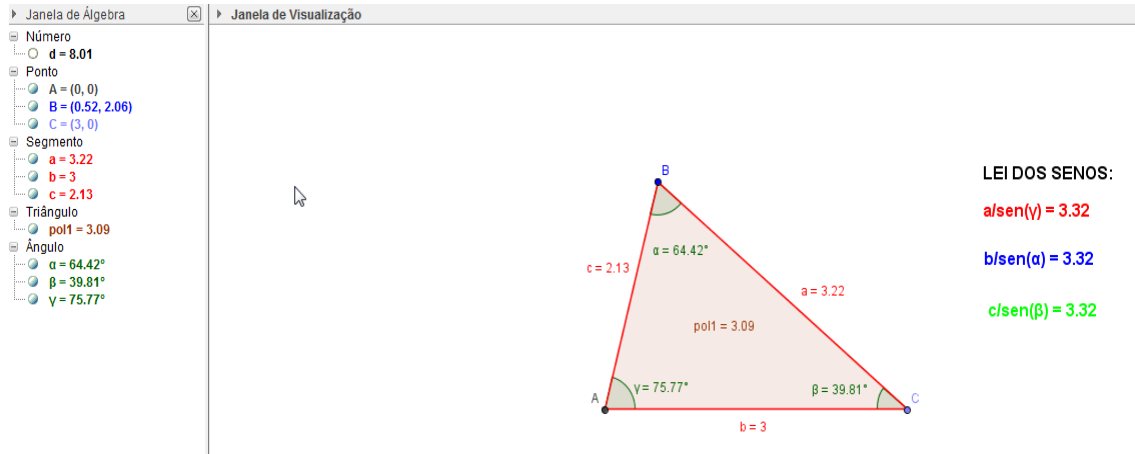 Janela de Álgebra
Número
d = 8.01
Ponto
A = (0, 0)
B = (0.52, 2.06)
C = (3, 0)
Segmento
a = 3.22
b = 3
c = 2.13
Triângulo
pol1 = 3.09
Ângulo
α = 64.42°
β = 39.81°
γ = 75.77°
Janela de Visualização
B
α = 64.42°
c = 2.13
a = 3.22
pol1 = 3.09
A
γ = 75.77°
β = 39.81°
C
b = 3
LEI DOS SENOS:
a/sen(γ) = 3.32
b/sen(α) = 3.32
c/sen(β) = 3.32